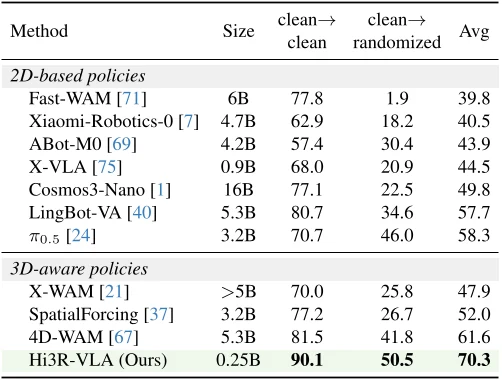 Method Size clean→ clean clean→ randomized Avg
2D-based policies
Fast-WAM [71] 6B 77.8 1.9 39.8
Xiaomi-Robotics-0 [7] 4.7B 62.9 18.2 40.5
ABot-M0 [69] 4.2B 57.4 30.4 43.9
X-VLA [75] 0.9B 68.0 20.9 44.5
Cosmos3-Nano [1] 16B 77.1 22.5 49.8
LingBot-VA [40] 5.3B 80.7 34.6 57.7
π₀.₅ [24] 3.2B 70.7 46.0 58.3
3D-aware policies
X-WAM [21] >5B 70.0 25.8 47.9
SpatialForcing [37] 3.2B 77.2 26.7 52.0
4D-WAM [67] 5.3B 81.5 41.8 61.6
Hi3R-VLA (Ours) 0.25B 90.1 50.5 70.3